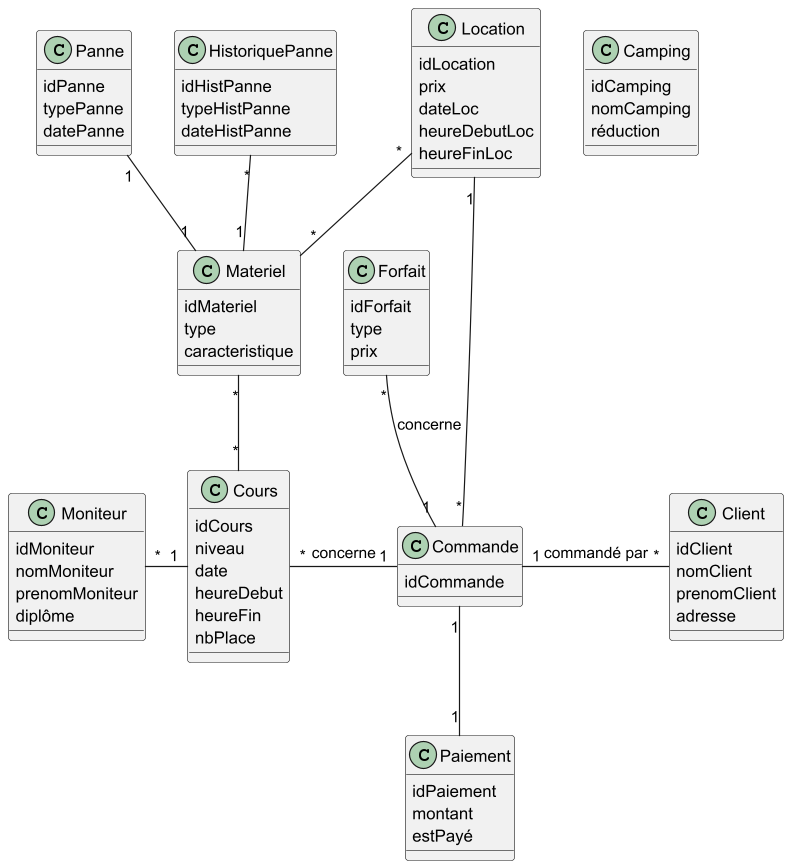 C Panne
idPanne
typePanne
datePanne
C HistoriquePanne
idHistPanne
typeHistPanne
dateHistPanne
C Location
idLocation
prix
dateLoc
heureDebutLoc
heureFinLoc
C Camping
idCamping
nomCamping
réduction
1
*
*
1
1
1
*
C Materiel
idMateriel
type
caracteristique
C Forfait
idForfait
type
prix
*
*
concerne
*
1
*
C Moniteur
idMoniteur
nomMoniteur
prenomMoniteur
diplôme
* 1
C Cours
idCours
niveau
date
heureDebut
heureFin
nbPlace
* concerne 1
C Commande
idCommande
1 commandé par *
C Client
idClient
nomClient
prenomClient
adresse
1
1
C Paiement
idPaiement
montant
estPayé